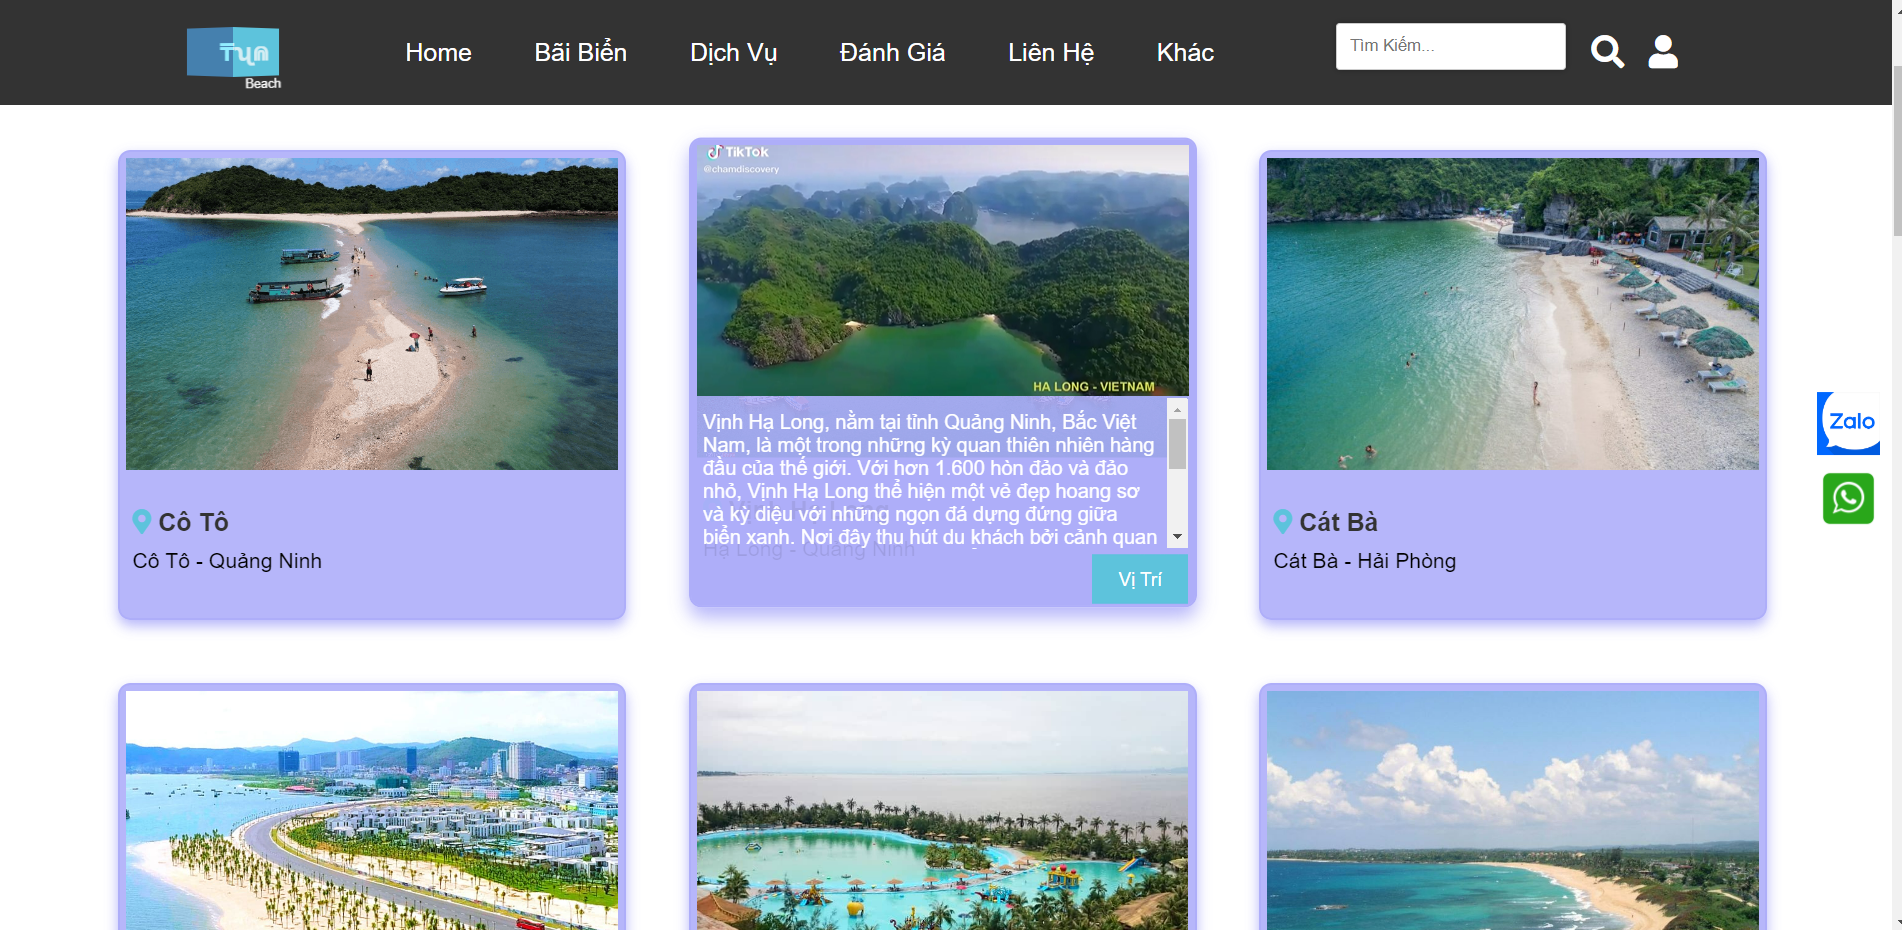 Beach
Home
Bãi Biển
Dịch Vụ
Đánh Giá
Liên Hệ
Khác
Tìm Kiếm...
TikTok
@chamdiscovery
HA LONG - VIETNAM
Cô Tô
Cô Tô - Quảng Ninh
Vịnh Hạ Long, nằm tại tỉnh Quảng Ninh, Bắc Việt
Nam, là một trong những kỳ quan thiên nhiên hàng
đầu của thế giới. Với hơn 1.600 hòn đảo và đảo
nhỏ, Vịnh Hạ Long thể hiện một vẻ đẹp hoang sơ
và kỳ diệu với những ngọn đá dựng đứng giữa
biển xanh. Nơi đây thu hút du khách bởi cảnh quan
Hạ Long - Quảng Ninh
Vị Trí
Cát Bà
Cát Bà - Hải Phòng
Zalo